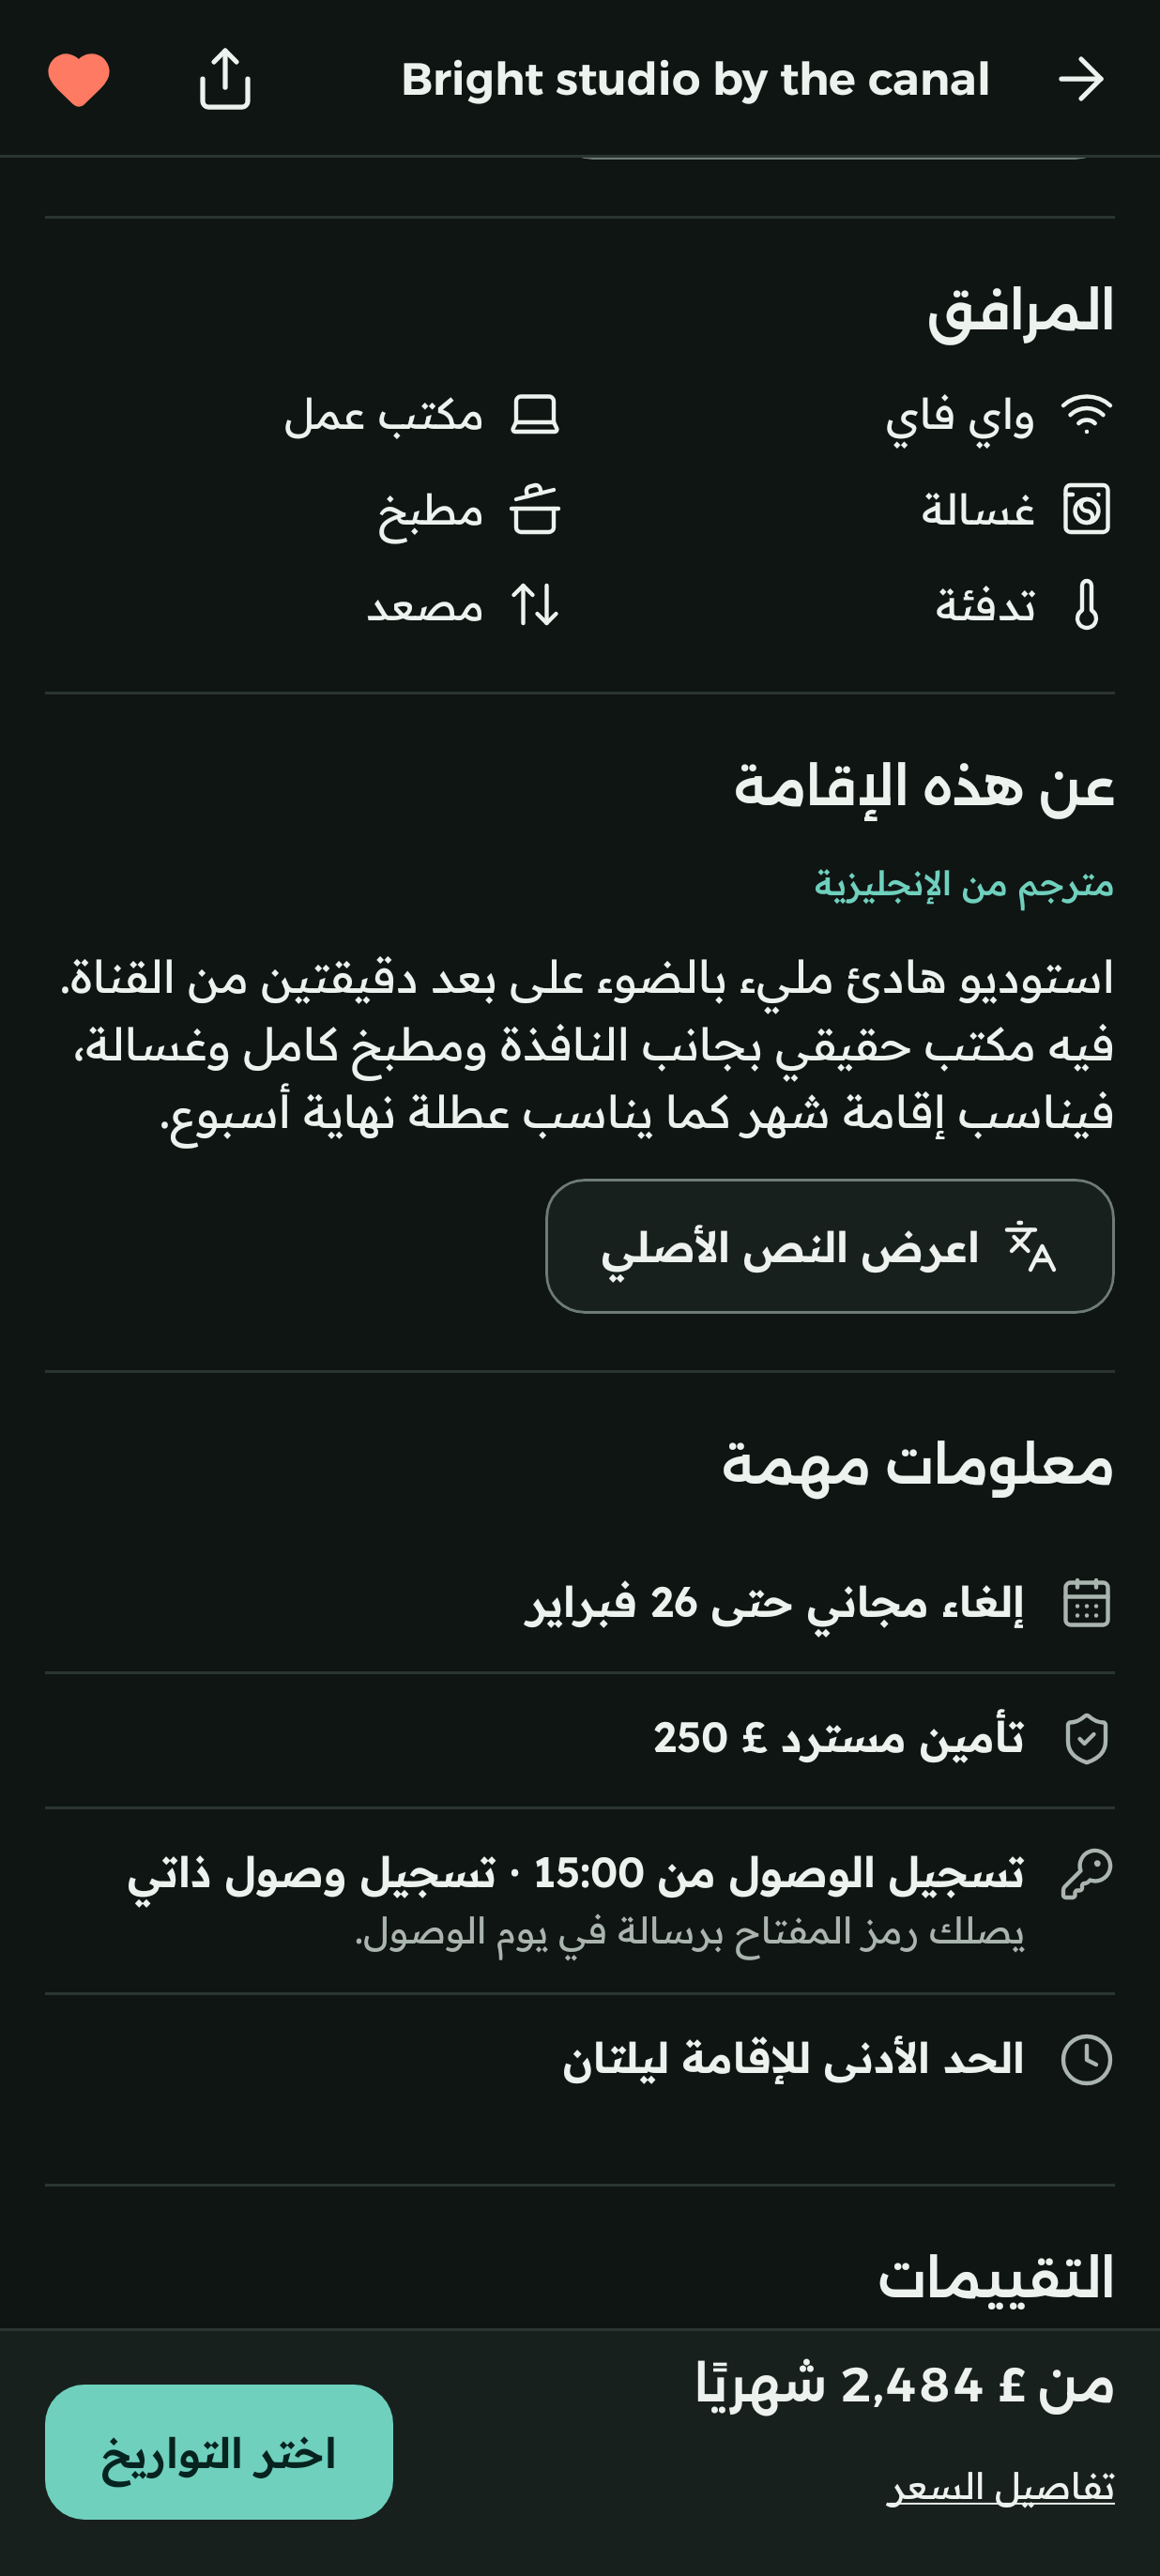 Bright studio by the canal
المرافق
واي فاي
مكتب عمل
غسالة
مطبخ
تدفئة
مصعد
عن هذه الإقامة
مترجم من الإنجليزية
استوديو هادئ مليء بالضوء على بعد دقيقتين من القناة.
فيه مكتب حقيقي بجانب النافذة ومطبخ كامل وغسالة،
فيناسب إقامة شهر كما يناسب عطلة نهاية أسبوع.
اعرض النص الأصلي
معلومات مهمة
إلغاء مجاني حتى 26 فبراير
تأمين مسترد £ 250
تسجيل الوصول من 15:00 · تسجيل وصول ذاتي
يصلك رمز المفتاح برسالة في يوم الوصول.
الحد الأدنى للإقامة ليلتان
التقييمات
من £ 2,484 شهريًا
تفاصيل السعر
اختر التواريخ